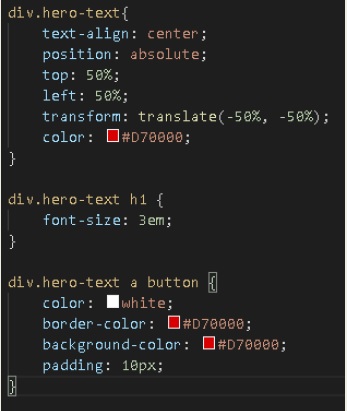 div.hero-text{
    text-align: center;
    position: absolute;
    top: 50%;
    left: 50%;
    transform: translate(-50%, -50%);
    color: #D70000;
}

div.hero-text h1 {
    font-size: 3em;
}

div.hero-text a button {
    color: white;
    border-color: #D70000;
    background-color: #D70000;
    padding: 10px;
}